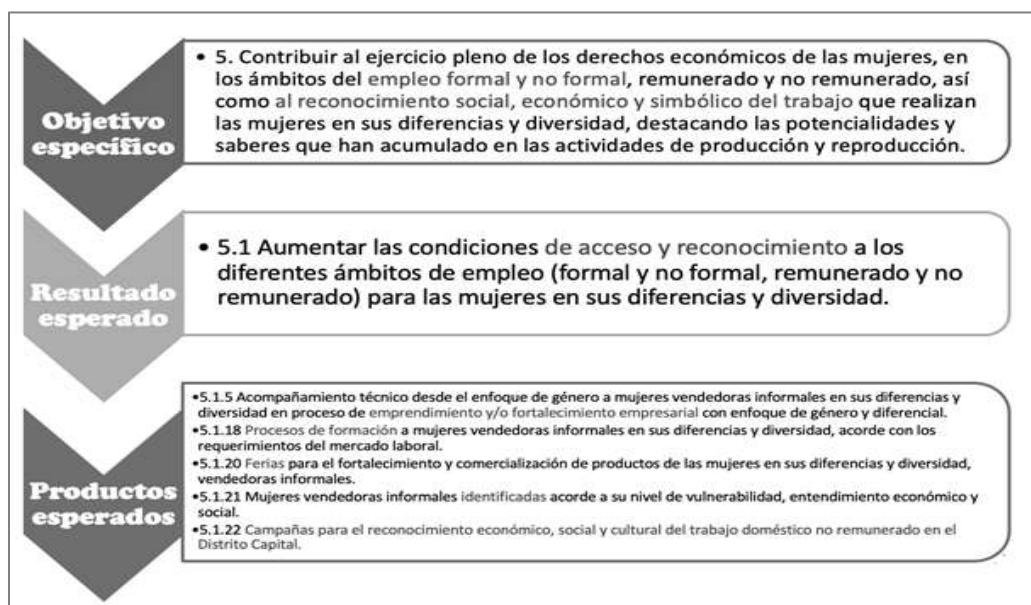 Objetivo
específico
• 5. Contribuir al ejercicio pleno de los derechos económicos de las mujeres, en
los ámbitos del empleo formal y no formal, remunerado y no remunerado, así
como al reconocimiento social, económico y simbólico del trabajo que realizan
las mujeres en sus diferencias y diversidad, destacando las potencialidades y
saberes que han acumulado en las actividades de producción y reproducción.
Resultado
esperado
• 5.1 Aumentar las condiciones de acceso y reconocimiento a los
diferentes ámbitos de empleo (formal y no formal, remunerado y no
remunerado) para las mujeres en sus diferencias y diversidad.
Productos
esperados
•5.1.5 Acompañamiento técnico desde el enfoque de género a mujeres vendedoras informales en sus diferencias y
diversidad en proceso de emprendimiento y/o fortalecimiento empresarial con enfoque de género y diferencial.
•5.1.18 Procesos de formación a mujeres vendedoras informales en sus diferencias y diversidad, acorde con los
requerimientos del mercado laboral.
•5.1.20 Ferias para el fortalecimiento y comercialización de productos de las mujeres en sus diferencias y diversidad,
vendedoras informales.
•5.1.21 Mujeres vendedoras informales identificadas acorde a su nivel de vulnerabilidad, entendimiento económico y
social.
•5.1.22 Campañas para el reconocimiento económico, social y cultural del trabajo doméstico no remunerado en el
Distrito Capital.